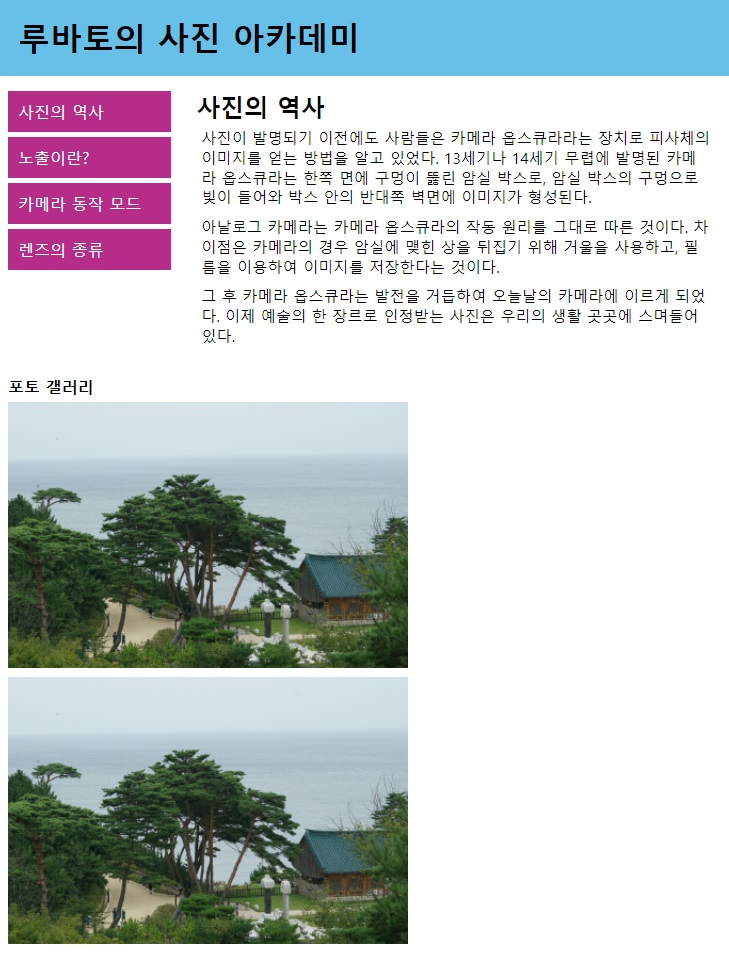 루바토의 사진 아카데미
사진의 역사
노출이란?
카메라 동작 모드
렌즈의 종류
사진의 역사
사진이 발명되기 이전에도 사람들은 카메라 옵스큐라라는 장치로 피사체의
이미지를 얻는 방법을 알고 있었다. 13세기나 14세기 무렵에 발명된 카메
라 옵스큐라는 한쪽 면에 구멍이 뚫린 암실 박스로, 암실 박스의 구멍으로
빛이 들어와 박스 안의 반대쪽 벽면에 이미지가 형성된다.
아날로그 카메라는 카메라 옵스큐라의 작동 원리를 그대로 따른 것이다. 차
이점은 카메라의 경우 암실에 맺힌 상을 뒤집기 위해 거울을 사용하고, 필
름을 이용하여 이미지를 저장한다는 것이다.
그 후 카메라 옵스큐라는 발전을 거듭하여 오늘날의 카메라에 이르게 되었
다. 이제 예술의 한 장르로 인정받는 사진은 우리의 생활 곳곳에 스며들어
있다.
포토 갤러리